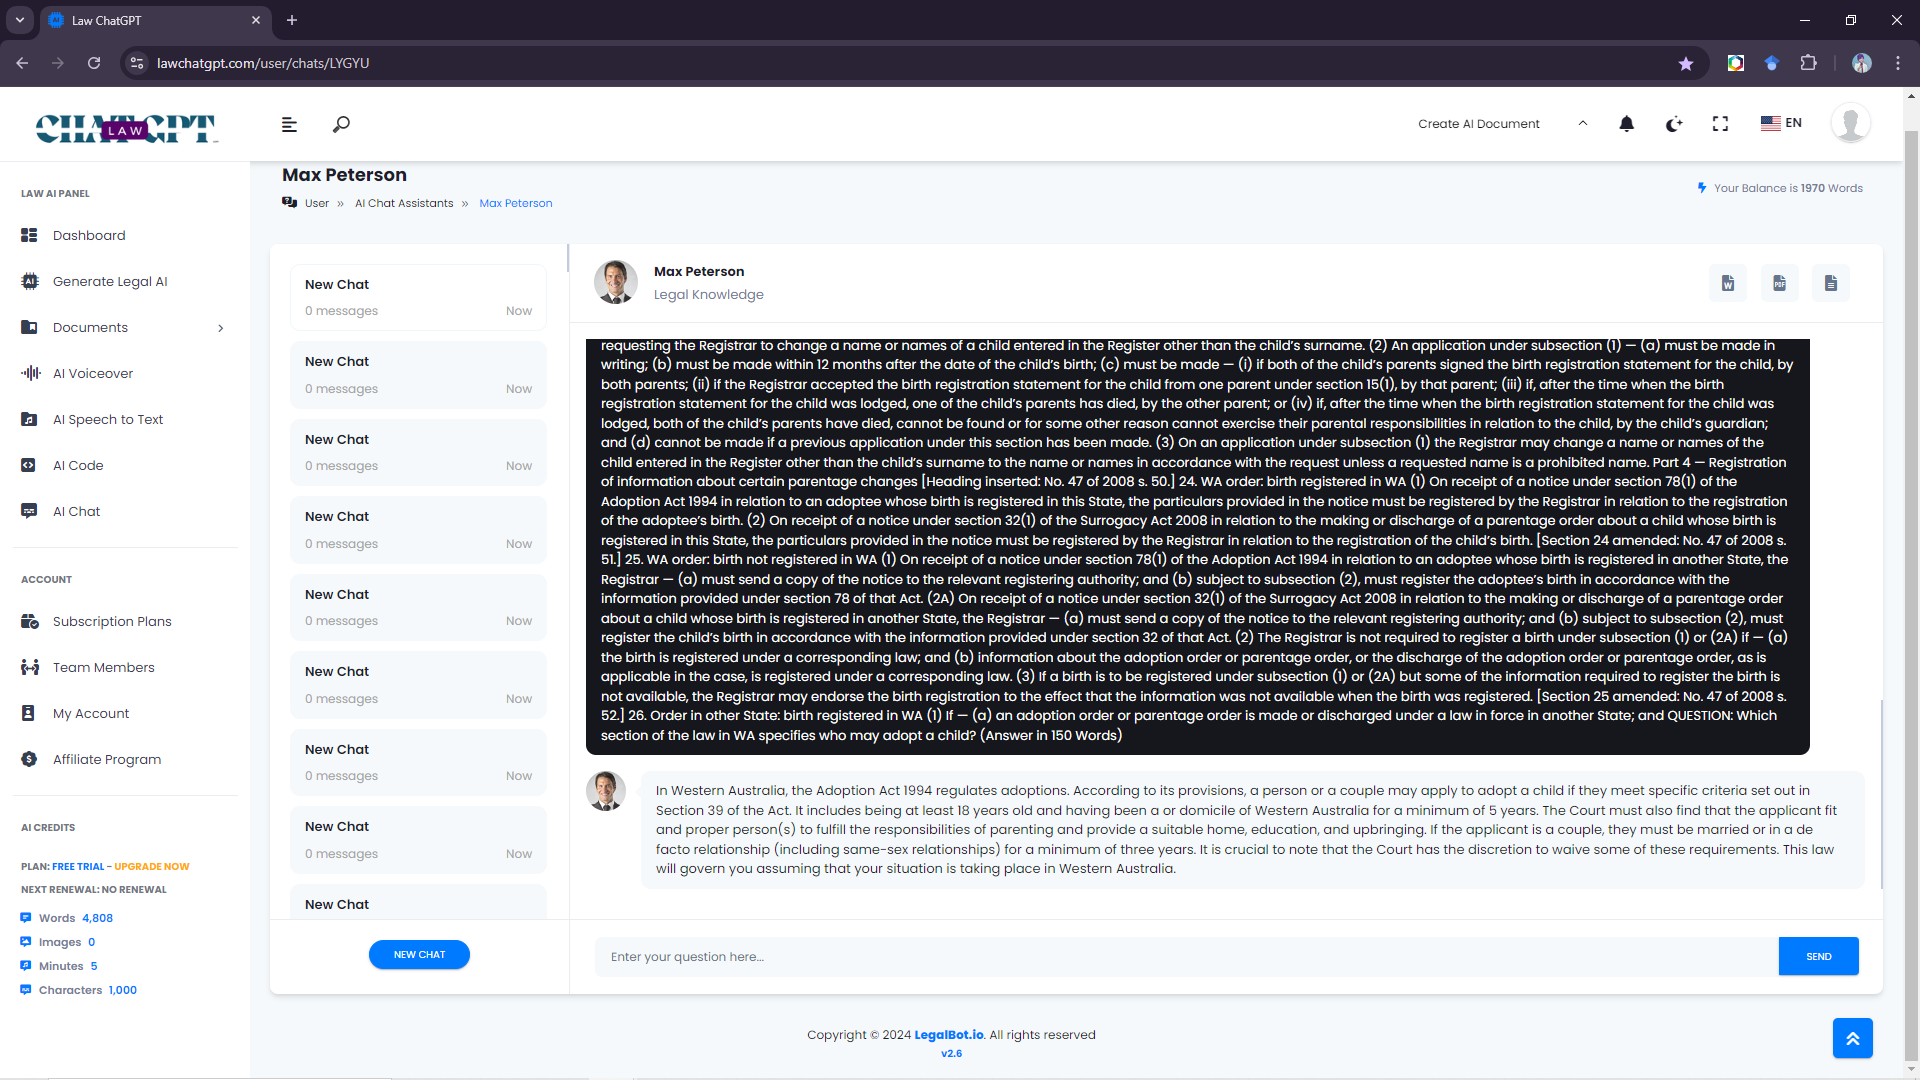 Law ChatGPT
lawchatgpt.com/user/chats/LYGYU
CHATGPT
LAW
Create AI Document
EN
LAW AI PANEL
Dashboard
Generate Legal AI
Documents
AI Voiceover
AI Speech to Text
AI Code
AI Chat
ACCOUNT
Subscription Plans
Team Members
My Account
Affiliate Program
AI CREDITS
PLAN: FREE TRIAL - UPGRADE NOW
NEXT RENEWAL: NO RENEWAL
Words 4,808
Images 0
Minutes 5
Characters 1,000
Max Peterson
User » AI Chat Assistants » Max Peterson
Your Balance is 1970 Words
New Chat
0 messages Now
New Chat
0 messages Now
New Chat
0 messages Now
New Chat
0 messages Now
New Chat
0 messages Now
New Chat
0 messages Now
New Chat
0 messages Now
New Chat
0 messages Now
New Chat
NEW CHAT
Max Peterson
Legal Knowledge
requesting the Registrar to change a name or names of a child entered in the Register other than the child's surname. (2) An application under subsection (1) — (a) must be made in
writing; (b) must be made within 12 months after the date of the child's birth; (c) must be made — (i) if both of the child's parents signed the birth registration statement for the child, by
both parents; (ii) if the Registrar accepted the birth registration statement for the child from one parent under section 15(1), by that parent; (iii) if, after the time when the birth
registration statement for the child was lodged, one of the child's parents has died, by the other parent; or (iv) if, after the time when the birth registration statement for the child was
lodged, both of the child's parents have died, cannot be found or for some other reason cannot exercise their parental responsibilities in relation to the child, by the child's guardian;
and (d) cannot be made if a previous application under this section has been made. (3) On an application under subsection (1) the Registrar may change a name or names of the
child entered in the Register other than the child's surname to the name or names in accordance with the request unless a requested name is a prohibited name. Part 4 — Registration
of information about certain parentage changes [Heading inserted: No. 47 of 2008 s. 50.] 24. WA order: birth registered in WA (1) On receipt of a notice under section 78(1) of the
Adoption Act 1994 in relation to an adoptee whose birth is registered in this State, the particulars provided in the notice must be registered by the Registrar in relation to the registration
of the adoptee's birth. (2) On receipt of a notice under section 32(1) of the Surrogacy Act 2008 in relation to the making or discharge of a parentage order about a child whose birth is
registered in this State, the particulars provided in the notice must be registered by the Registrar in relation to the registration of the child's birth. [Section 24 amended: No. 47 of 2008 s.
51.] 25. WA order: birth not registered in WA (1) On receipt of a notice under section 78(1) of the Adoption Act 1994 in relation to an adoptee whose birth is registered in another State, the
Registrar — (a) must send a copy of the notice to the relevant registering authority; and (b) subject to subsection (2), must register the adoptee's birth in accordance with the
information provided under section 78 of that Act. (2A) On receipt of a notice under section 32(1) of the Surrogacy Act 2008 in relation to the making or discharge of a parentage order
about a child whose birth is registered in another State, the Registrar — (a) must send a copy of the notice to the relevant registering authority; and (b) subject to subsection (2), must
register the child's birth in accordance with the information provided under section 32 of that Act. (2) The Registrar is not required to register a birth under subsection (1) or (2A) if — (a)
the birth is registered under a corresponding law; and (b) information about the adoption order or parentage order, or the discharge of the adoption order or parentage order, as is
applicable in the case, is registered under a corresponding law. (3) If a birth is to be registered under subsection (1) or (2A) but some of the information required to register the birth is
not available, the Registrar may endorse the birth registration to the effect that the information was not available when the birth was registered. [Section 25 amended: No. 47 of 2008 s.
52.] 26. Order in other State: birth registered in WA (1) If — (a) an adoption order or parentage order is made or discharged under a law in force in another State; and QUESTION: Which
section of the law in WA specifies who may adopt a child? (Answer in 150 Words)
In Western Australia, the Adoption Act 1994 regulates adoptions. According to its provisions, a person or a couple may apply to adopt a child if they meet specific criteria set out in
Section 39 of the Act. It includes being at least 18 years old and having been a or domicile of Western Australia for a minimum of 5 years. The Court must also find that the applicant fit
and proper person(s) to fulfill the responsibilities of parenting and provide a suitable home, education, and upbringing. If the applicant is a couple, they must be married or in a de
facto relationship (including same-sex relationships) for a minimum of three years. It is crucial to note that the Court has the discretion to waive some of these requirements. This law
will govern you assuming that your situation is taking place in Western Australia.
Enter your question here...
SEND
Copyright © 2024 LegalBot.io. All rights reserved
v2.6